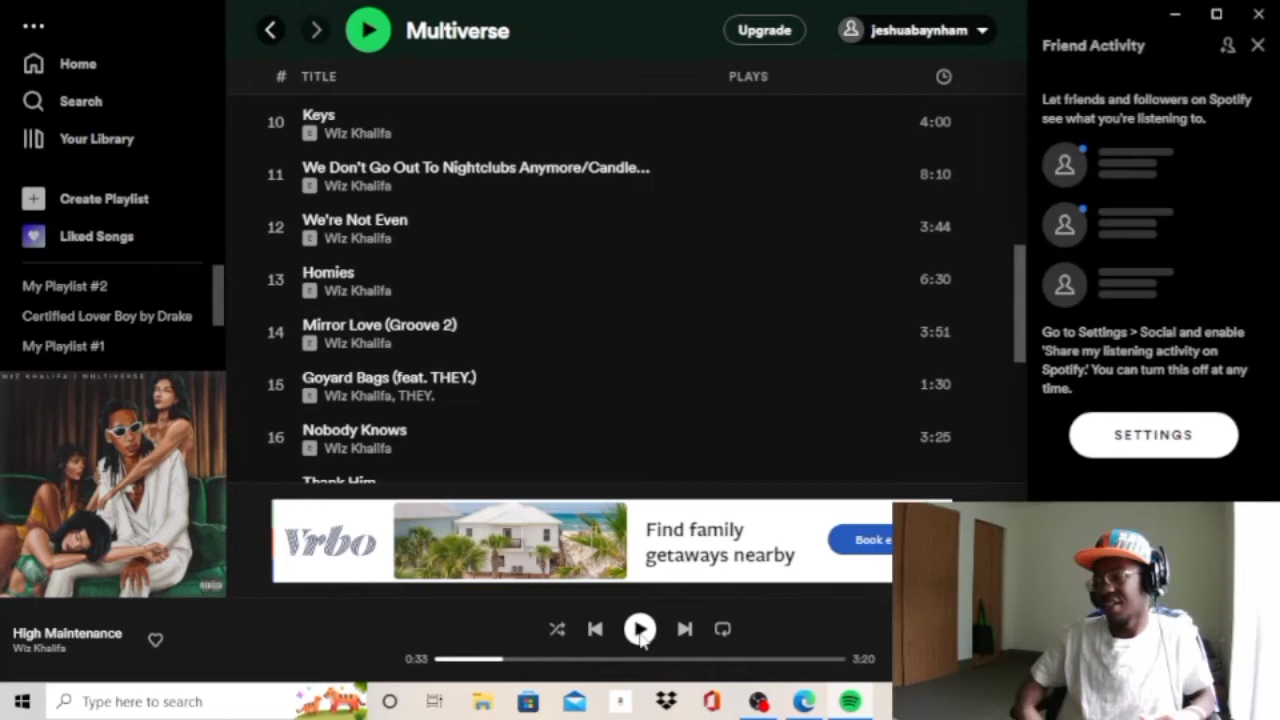 Home
Search
Your Library
Create Playlist
Liked Songs
My Playlist #2
Certified Lover Boy by Drake
My Playlist #1
WIZ KHALIFA | MULTIVERSE
High Maintenance
Wiz Khalifa
Multiverse
Upgrade
jeshuabaynham
# TITLE PLAYS
10 Keys 4:00
E Wiz Khalifa
11 We Don't Go Out To Nightclubs Anymore/Candle... 8:10
E Wiz Khalifa
12 We're Not Even 3:44
E Wiz Khalifa
13 Homies 6:30
E Wiz Khalifa
14 Mirror Love (Groove 2) 3:51
E Wiz Khalifa
15 Goyard Bags (feat. THEY.) 1:30
E Wiz Khalifa, THEY.
16 Nobody Knows 3:25
E Wiz Khalifa
Thank Him
Vrbo
Find family
getaways nearby
Book e
0:33 3:20
Friend Activity
Let friends and followers on Spotify
see what you're listening to.
Go to Settings > Social and enable
'Share my listening activity on
Spotify.' You can turn this off at any
time.
SETTINGS
Type here to search